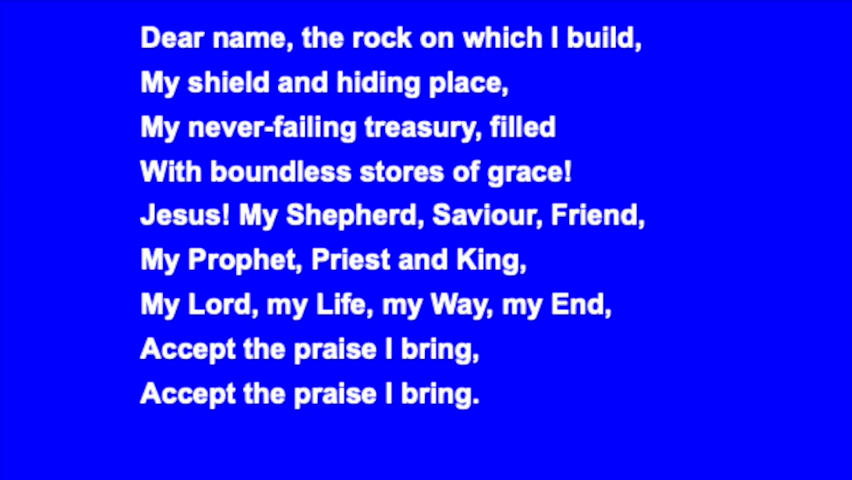 Dear name, the rock on which I build,
My shield and hiding place,
My never-failing treasury, filled
With boundless stores of grace!
Jesus! My Shepherd, Saviour, Friend,
My Prophet, Priest and King,
My Lord, my Life, my Way, my End,
Accept the praise I bring,
Accept the praise I bring.